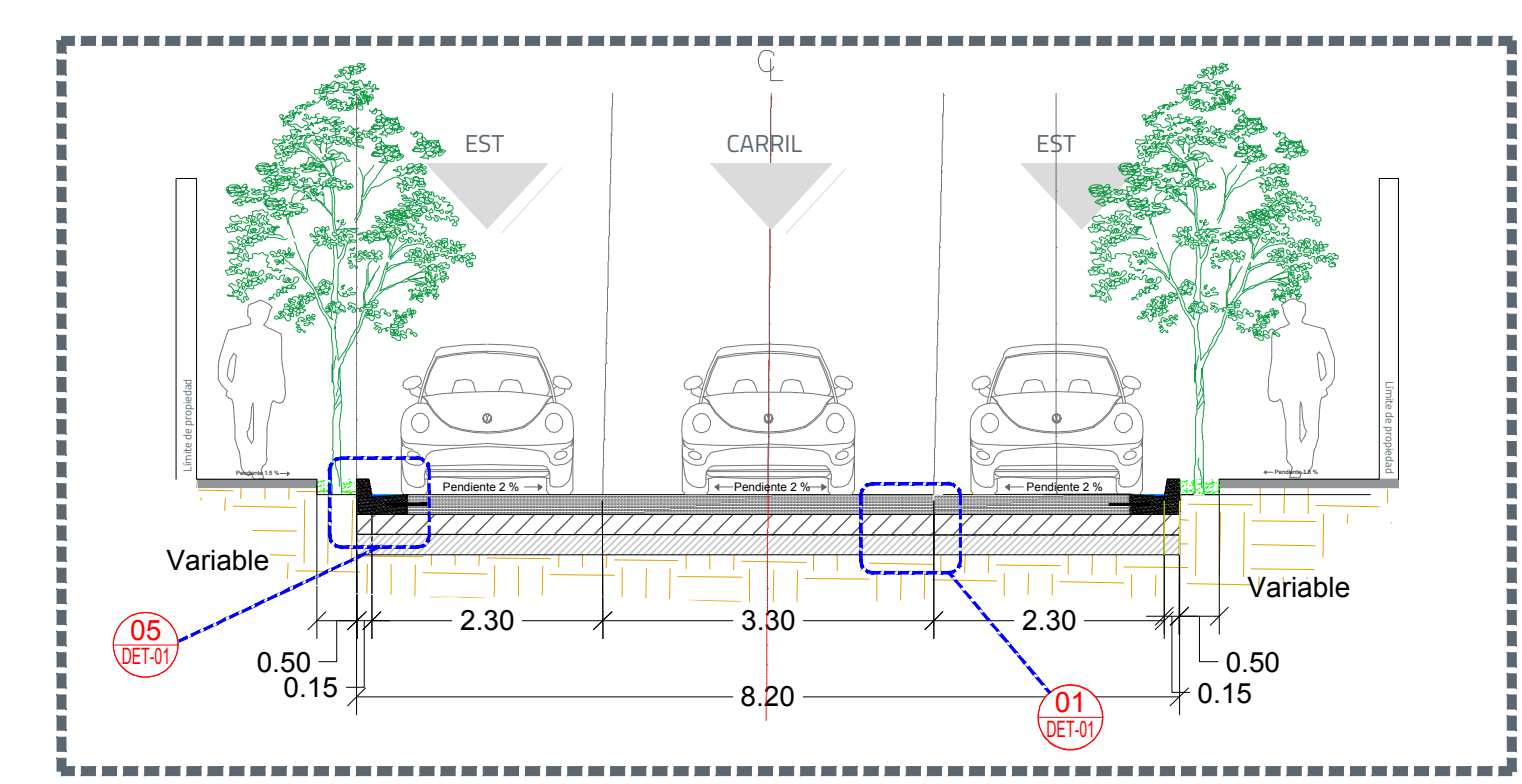 CL
EST
CARRIL
EST
Límite de propiedad
Límite de propiedad
Pendiente 1.5 %
Pendiente 2 %
Pendiente 2 %
Pendiente 2 %
Pendiente 1.5 %
Variable
Variable
05
DET-01
2.30
3.30
2.30
0.50
0.15
8.20
0.50
0.15
01
DET-01